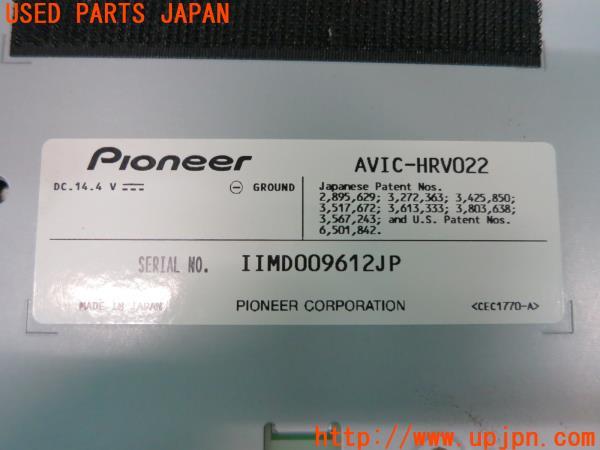 USED PARTS JAPAN
Pioneer
AVIC-HRV022
DC.14.4 V
GROUND
Japanese Patent Nos.
2,895,629; 3,272,363; 3,425,850;
3,517,672; 3,613,333; 3,803,638;
3,567,243; and U.S. Patent Nos.
6,501,842.
SERIAL NO. IIMD009612JP
MADE IN JAPAN
PIONEER CORPORATION
<CEC1770-A>
UPJ http://www.upjpn.com/